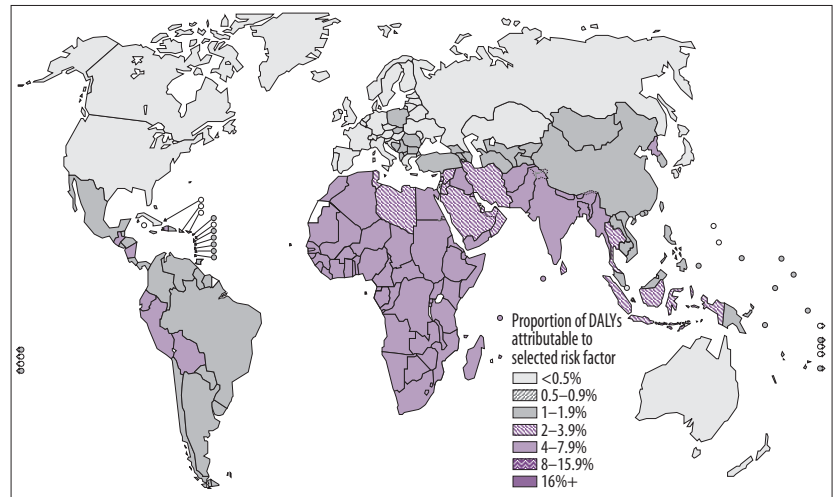 Proportion of DALYs
attributable to
selected risk factor
<0.5%
0.5–0.9%
1–1.9%
2–3.9%
4–7.9%
8–15.9%
16%+